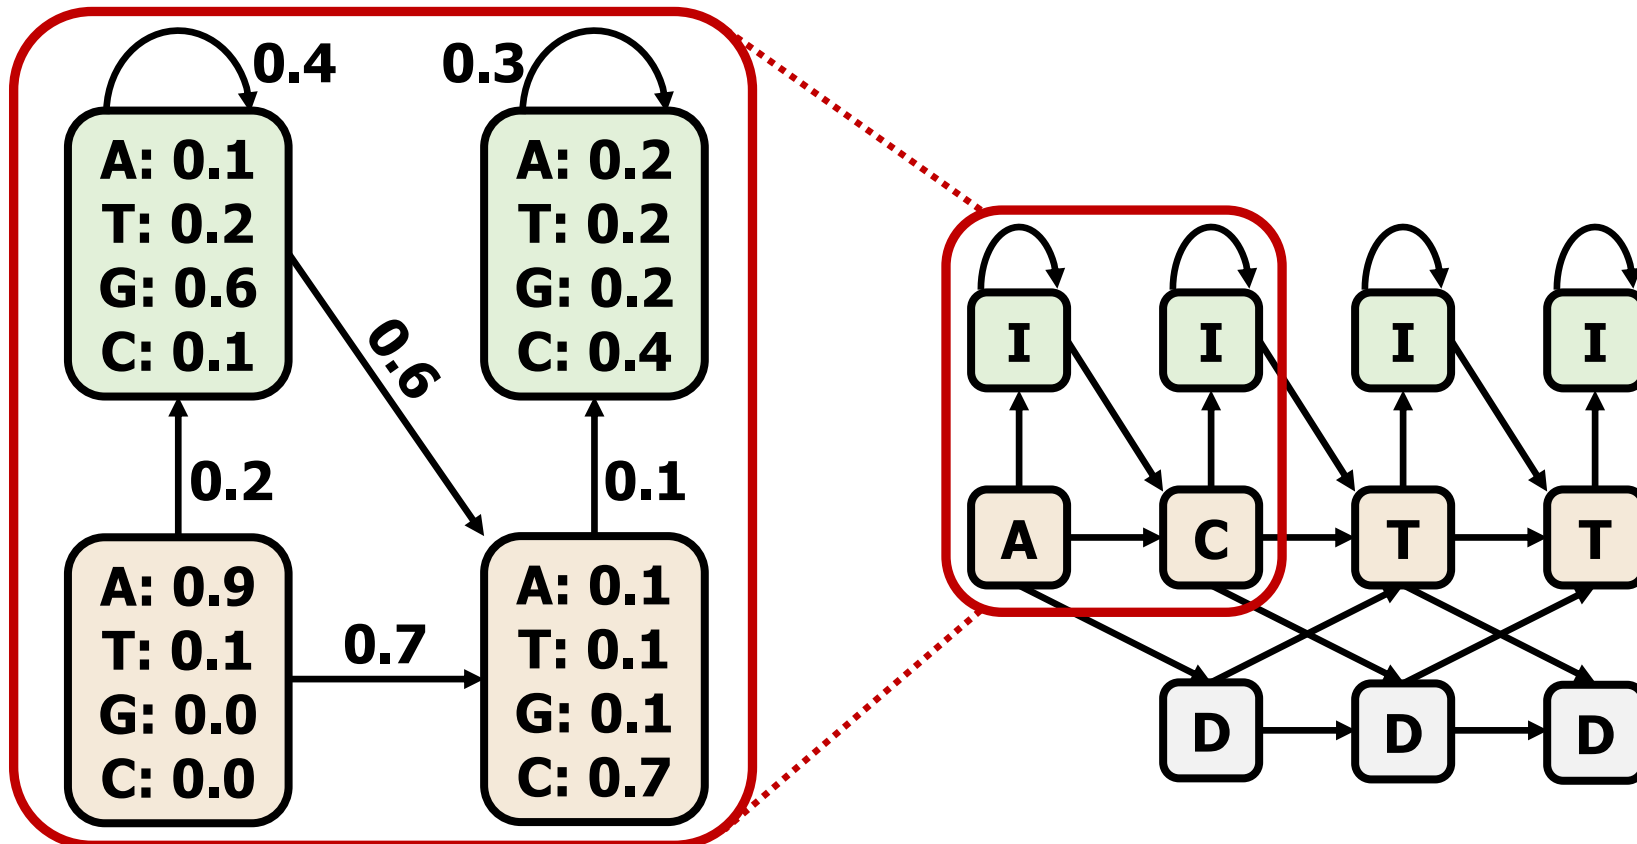 0.4
0.3
A: 0.1
T: 0.2
G: 0.6
C: 0.1
A: 0.2
T: 0.2
G: 0.2
C: 0.4
0.6
0.2
0.1
A: 0.9
T: 0.1
G: 0.0
C: 0.0
0.7
A: 0.1
T: 0.1
G: 0.1
C: 0.7
I I I I
A C T T
D D D